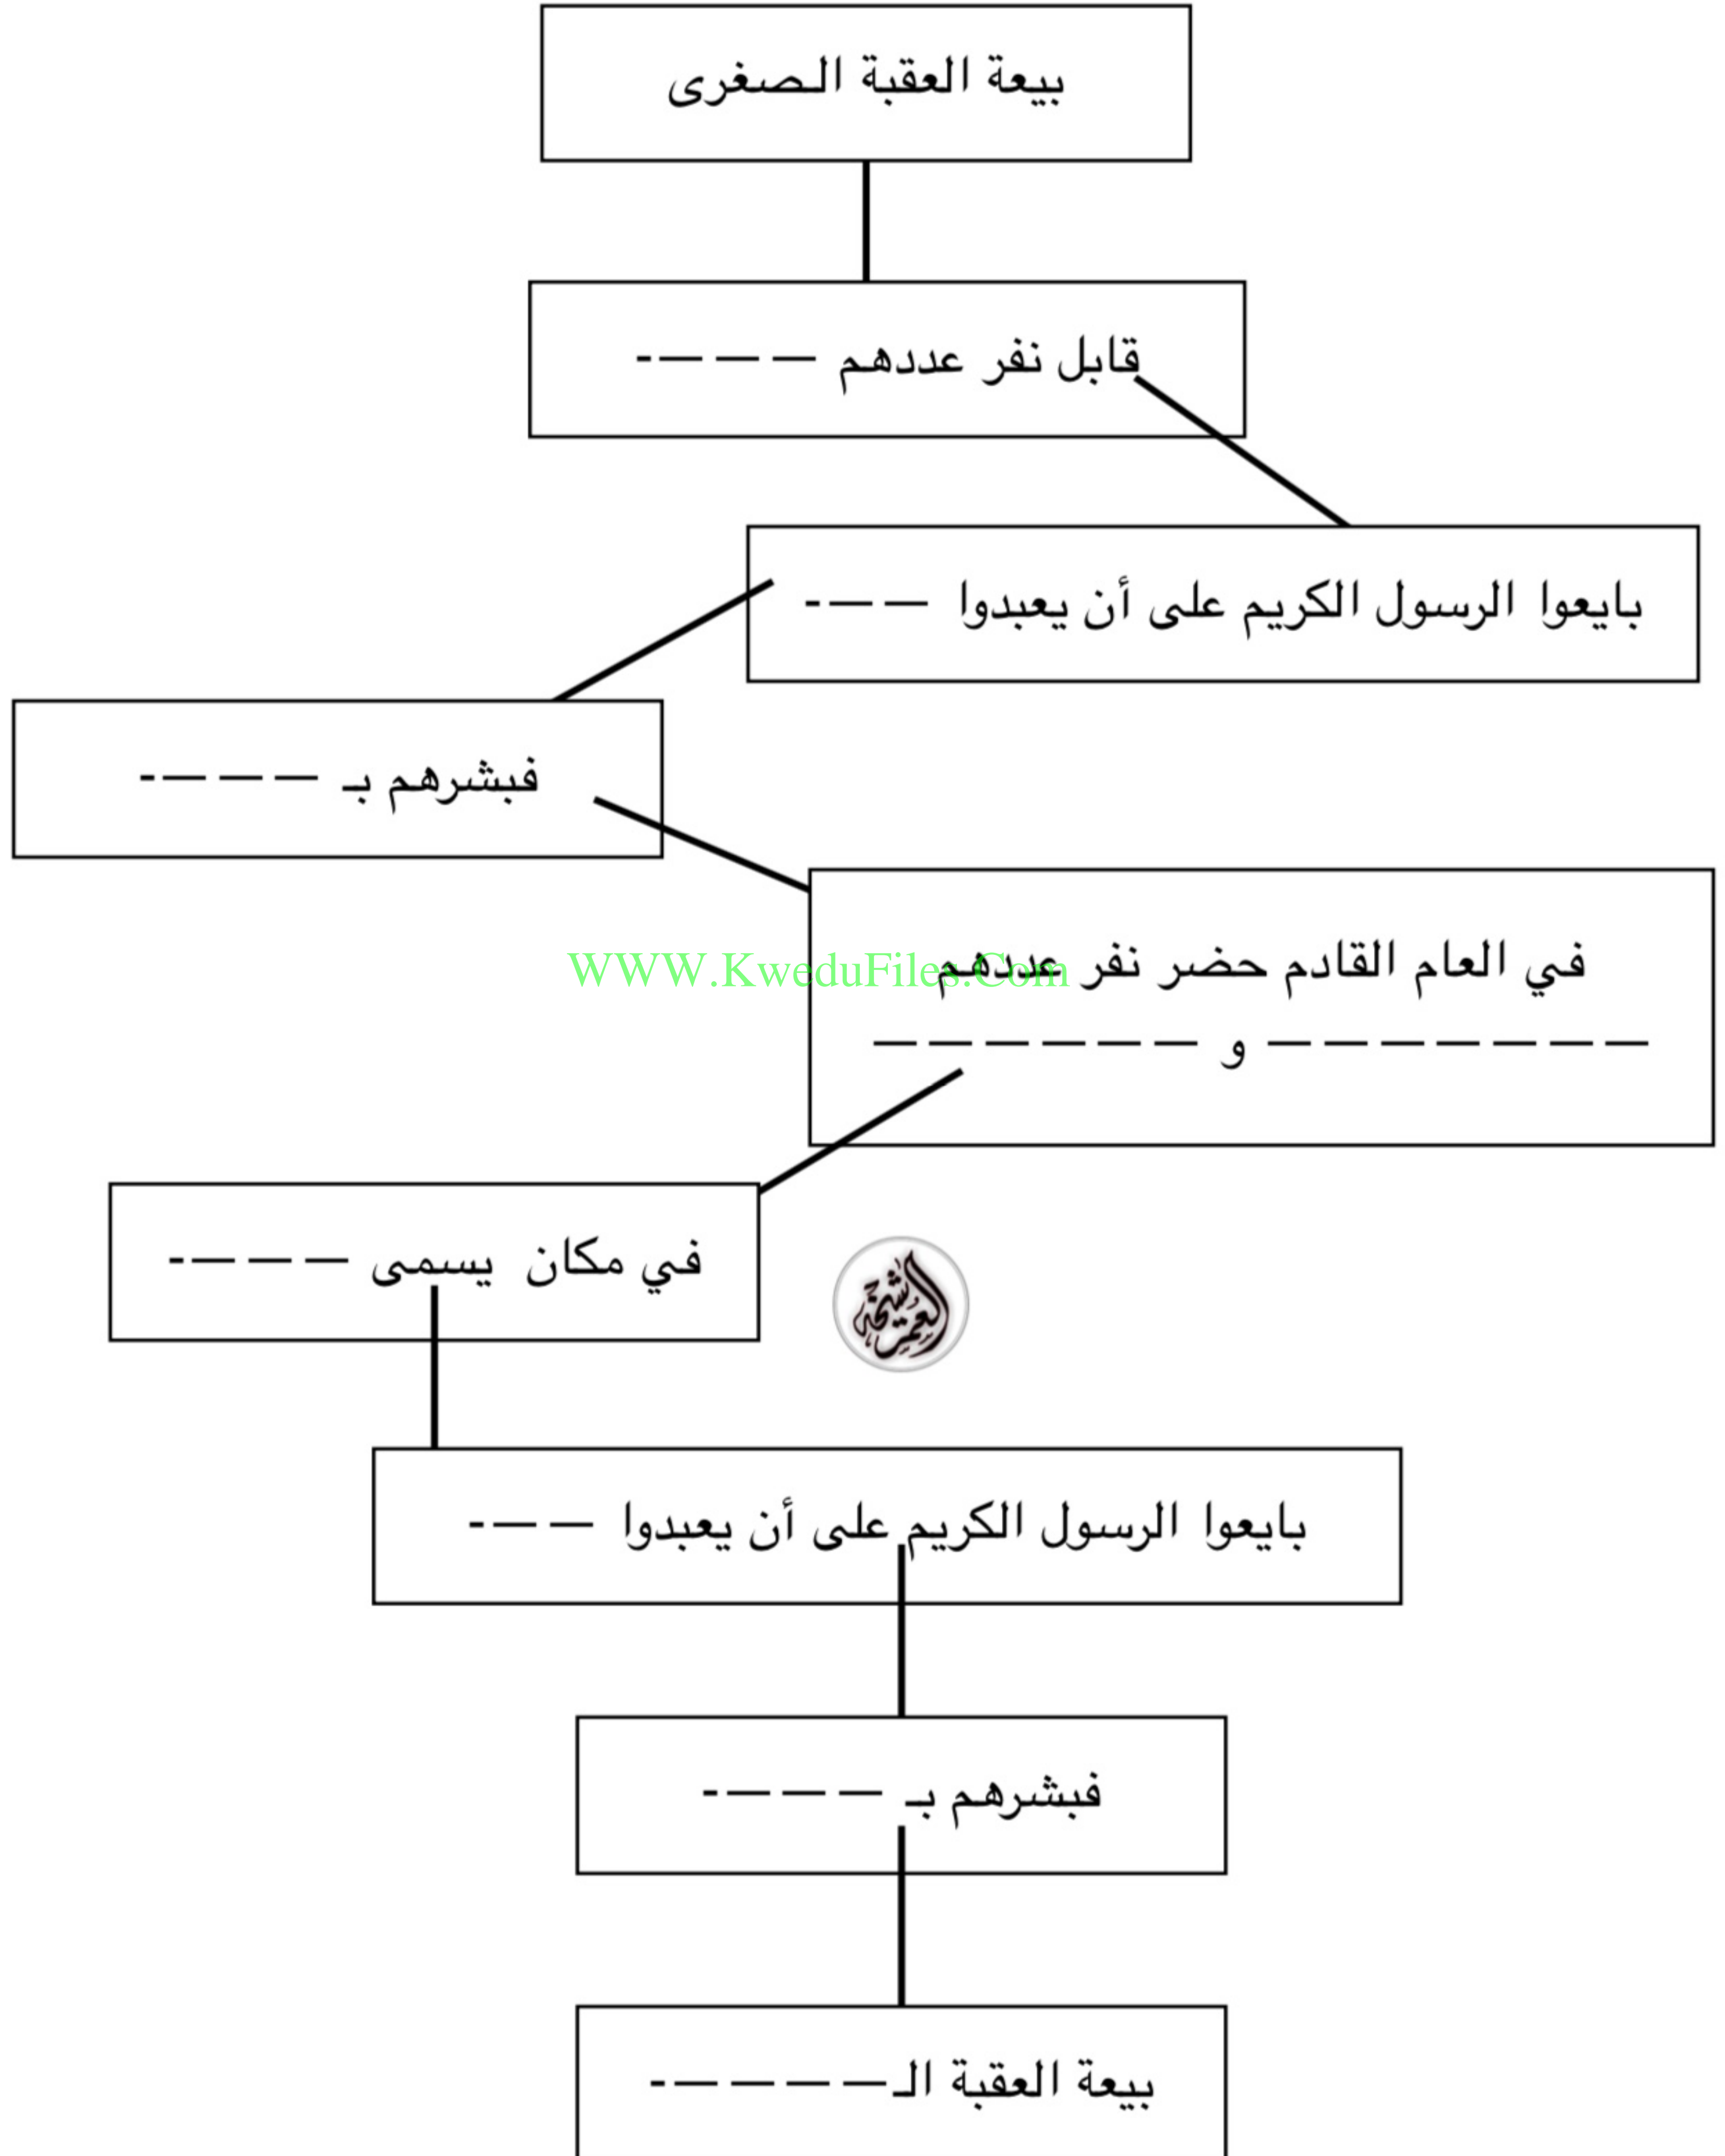 بيعة العقبة الصغرى
قابل نفر عددهم — — — -
بايعوا الرسول الكريم على أن يعبدوا — — -
فبشرهم بـ — — — -
في العام القادم حضر نفر عددهم
WWW.KweduFiles.Com
— — — — — — — و — — — — — —
في مكان يسمى — — — -
بايعوا الرسول الكريم على أن يعبدوا — — -
فبشرهم بـ — — — -
بيعة العقبة الـ — — — — -